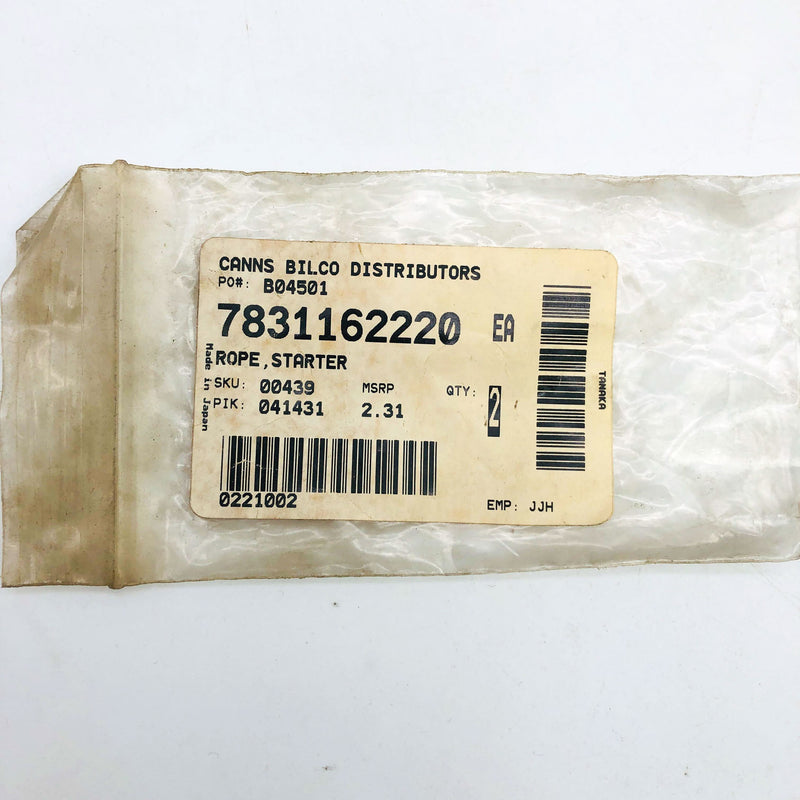 CANNS BILCO DISTRIBUTORS
PO#: B04501
7831162220 EA
ROPE,STARTER
SKU: 00439 MSRP QTY: 2
PIK: 041431 2.31
Made in Japan
0221002
EMP: JJH
TANAKA